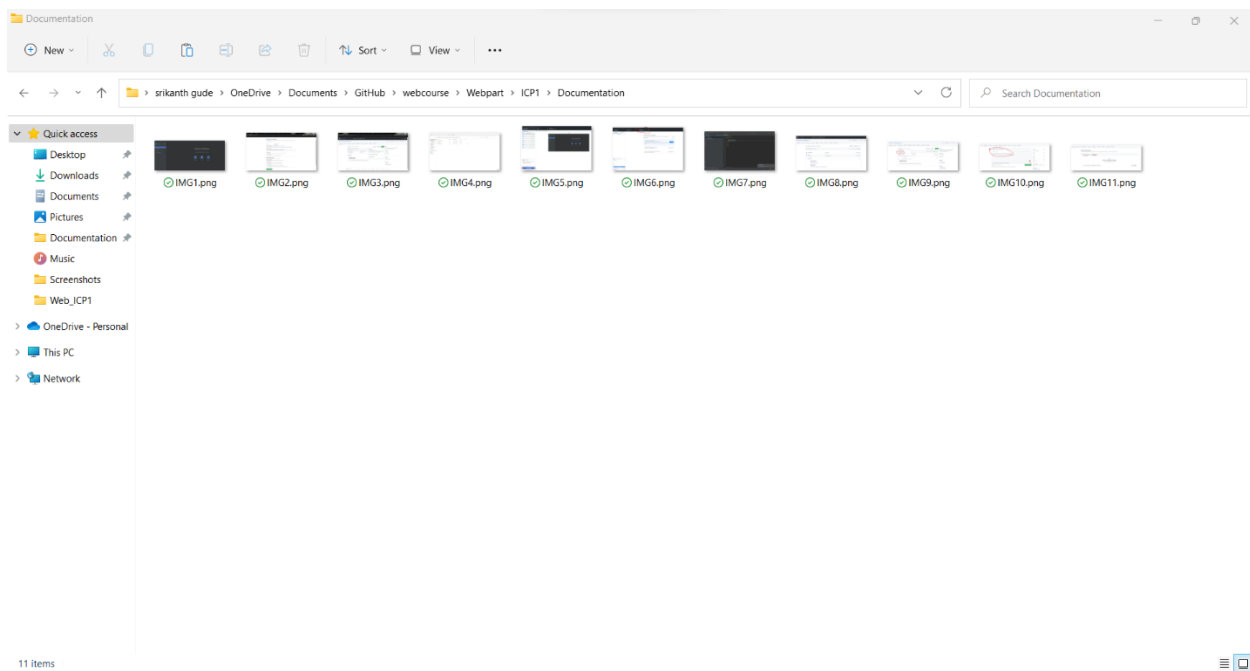 Documentation
New
Sort
View
srikanth gude > OneDrive > Documents > GitHub > webcourse > Webpart > ICP1 > Documentation
Search Documentation
Quick access
Desktop
Downloads
Documents
Pictures
Documentation
Music
Screenshots
Web_ICP1
OneDrive - Personal
This PC
Network
IMG1.png
IMG2.png
IMG3.png
IMG4.png
IMG5.png
IMG6.png
IMG7.png
IMG8.png
IMG9.png
IMG10.png
IMG11.png
11 items